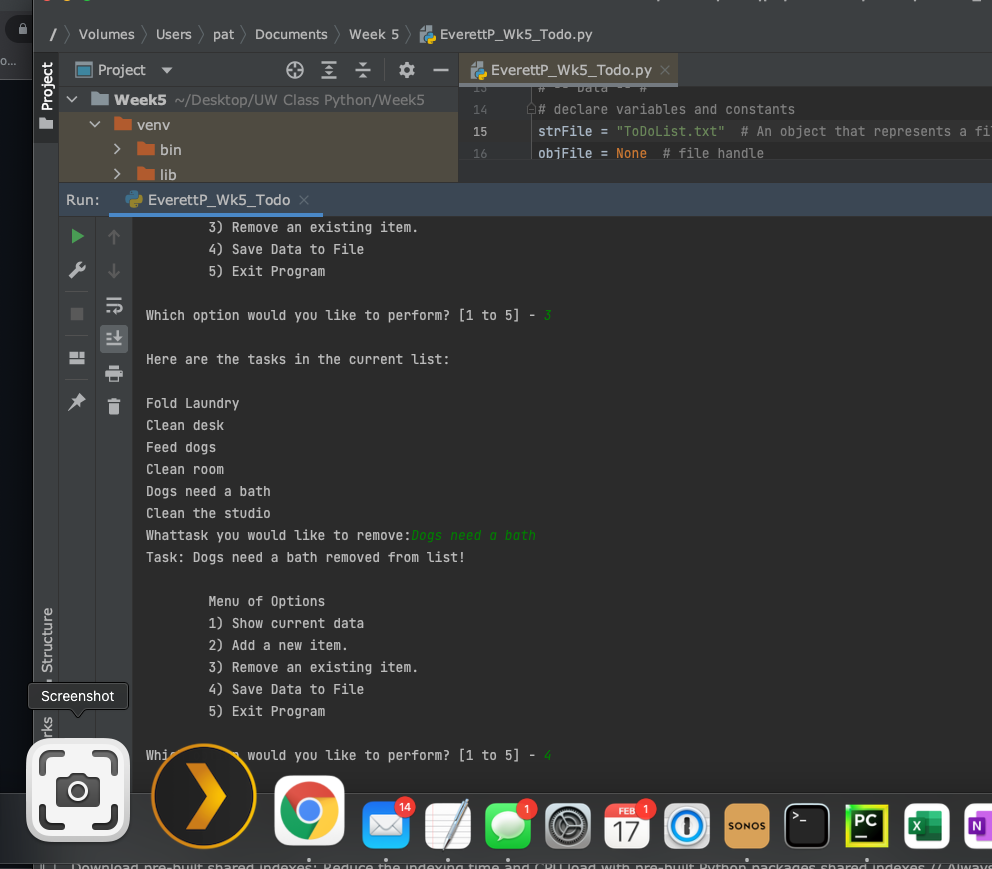 / Volumes Users pat Documents Week 5 EverettP_Wk5_Todo.py
o...
Project
Project
EverettP_Wk5_Todo.py
Week5 ~/Desktop/UW Class Python/Week5
venv
bin
lib
13 # -- Data -- #
14 # declare variables and constants
15 strFile = "ToDoList.txt" # An object that represents a fi
16 objFile = None # file handle
Run: EverettP_Wk5_Todo
3) Remove an existing item.
4) Save Data to File
5) Exit Program
Which option would you like to perform? [1 to 5] - 3
Here are the tasks in the current list:
Fold Laundry
Clean desk
Feed dogs
Clean room
Dogs need a bath
Clean the studio
Whattask you would like to remove:Dogs need a bath
Task: Dogs need a bath removed from list!
Menu of Options
1) Show current data
2) Add a new item.
3) Remove an existing item.
4) Save Data to File
5) Exit Program
Structure
Screenshot
rks
Whi would you like to perform? [1 to 5] - 4
14
1
FEB
17
1
SONOS
>_
PC
X
N
Download pre-built shared indexes: Reduce the indexing time and CPU load with pre-built Python packages shared indexes // Alway